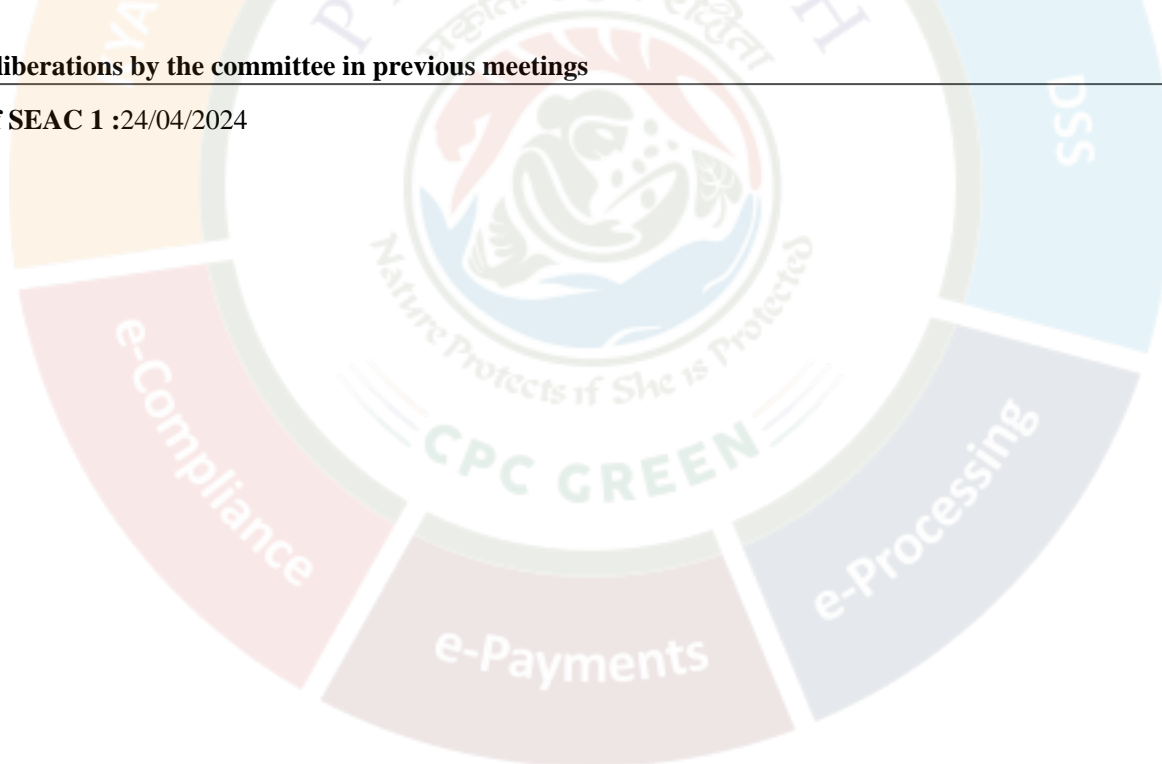 liberations by the committee in previous meetings
SEAC 1 :24/04/2024
DSS
Nature Protects if She is Protected
CPC GREEN
e-Compliance
e-Payments
e-Processing